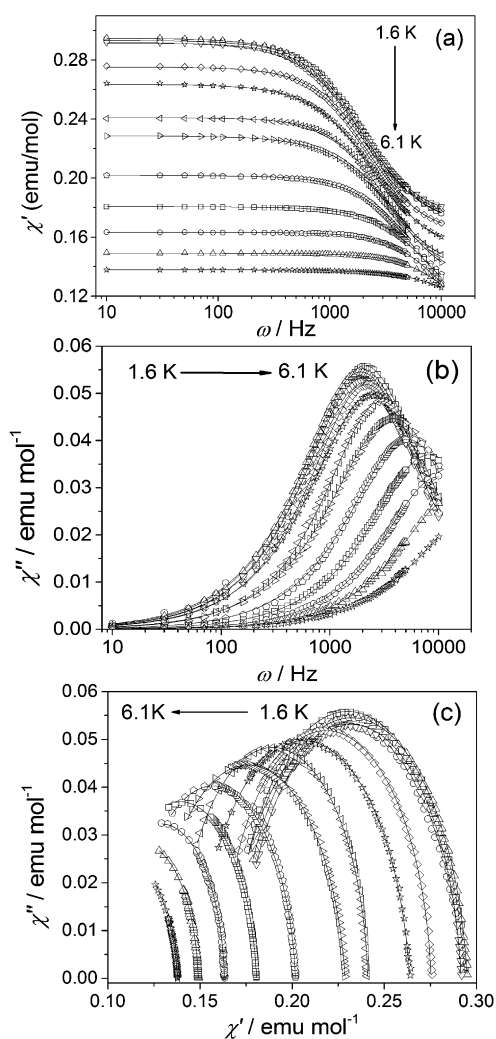 (a)
1.6 K
6.1 K
0.28
0.24
0.20
0.16
0.12
χ′ (emu/mol)
10 100 1000 10000
ω / Hz
(b)
1.6 K 6.1 K
0.06
0.05
0.04
0.03
0.02
0.01
0.00
χ″ / emu mol⁻¹
10 100 1000 10000
ω / Hz
(c)
6.1K 1.6 K
0.06
0.05
0.04
0.03
0.02
0.01
0.00
χ″ / emu mol⁻¹
0.10 0.15 0.20 0.25 0.30
χ′ / emu mol⁻¹